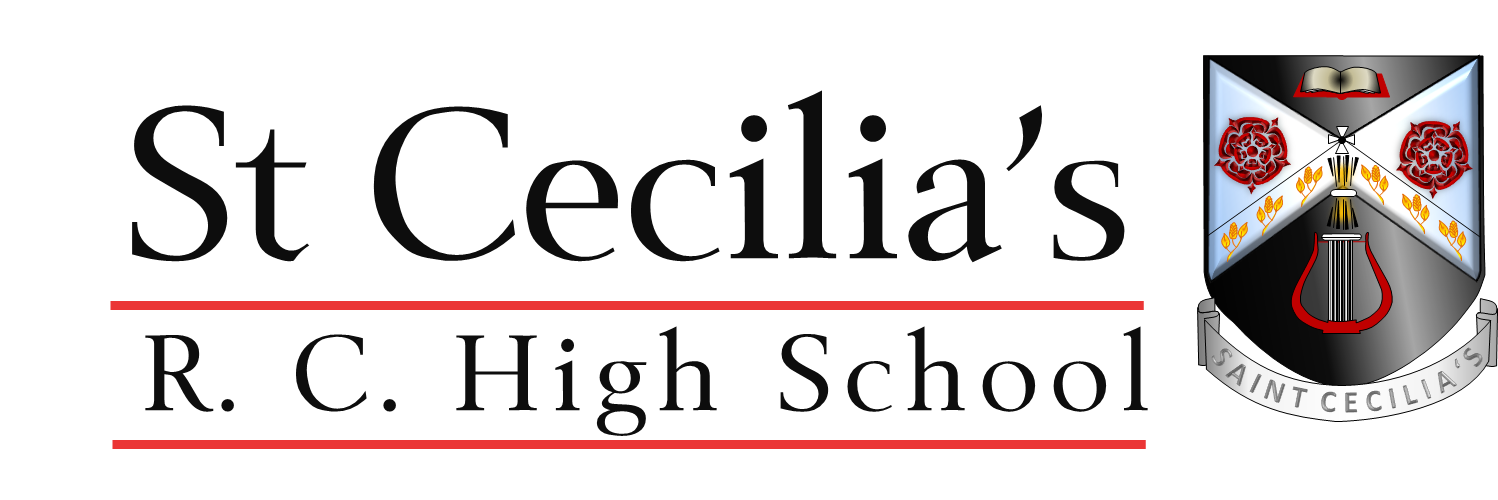 St Cecilia’s
R. C. High School
SAINT CECILIA‘S